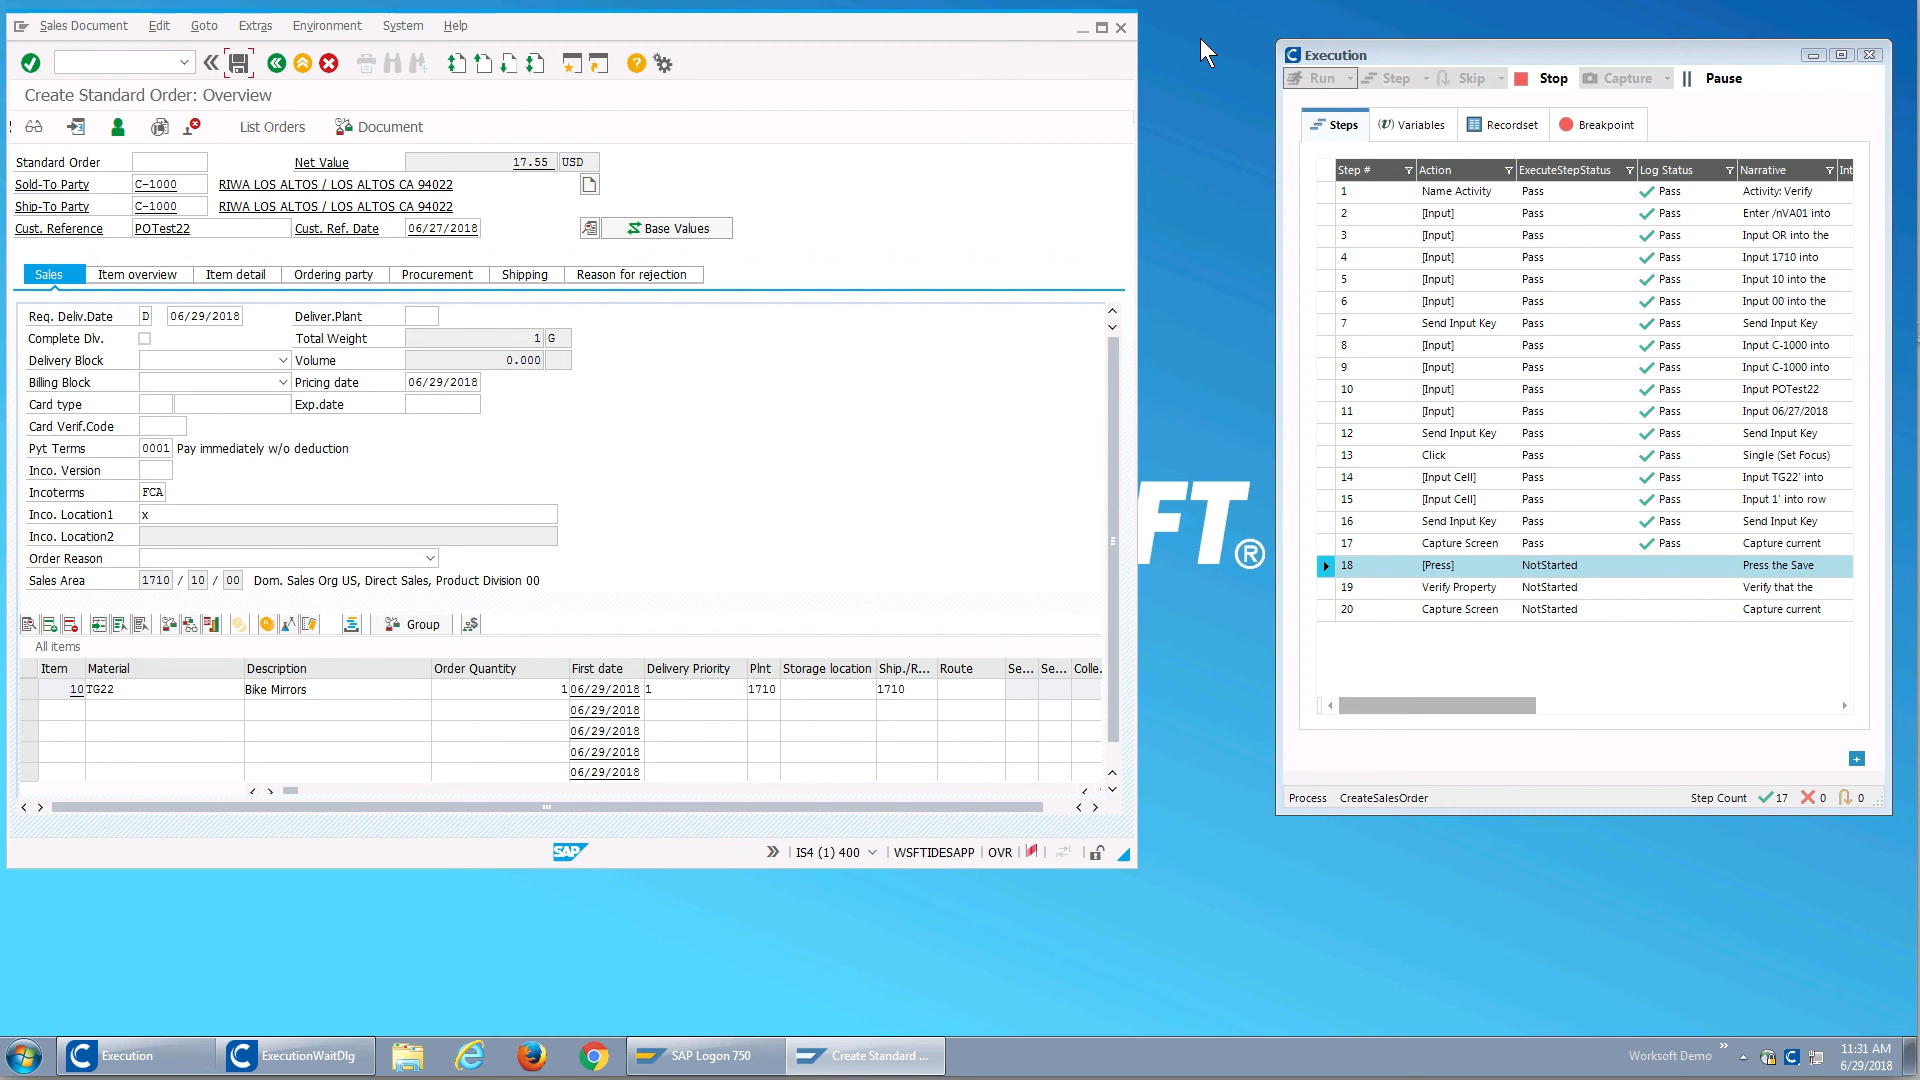 Sales Document Edit Goto Extras Environment System Help
Create Standard Order: Overview
List Orders Document
Standard Order Net Value 17.55 USD
Sold-To Party C-1000 RIWA LOS ALTOS / LOS ALTOS CA 94022
Ship-To Party C-1000 RIWA LOS ALTOS / LOS ALTOS CA 94022
Cust. Reference POTest22 Cust. Ref. Date 06/27/2018 Base Values
Sales Item overview Item detail Ordering party Procurement Shipping Reason for rejection
Req. Deliv.Date D 06/29/2018 Deliver.Plant
Complete Dlv. Total Weight 1 G
Delivery Block Volume 0.000
Billing Block Pricing date 06/29/2018
Card type Exp.date
Card Verif.Code
Pyt Terms 0001 Pay immediately w/o deduction
Inco. Version
Incoterms FCA
Inco. Location1 x
Inco. Location2
Order Reason
Sales Area 1710 / 10 / 00 Dom. Sales Org US, Direct Sales, Product Division 00
Group
All items
Item Material Description Order Quantity First date Delivery Priority Plnt Storage location Ship./R... Route Se... Se... Colle.
10 TG22 Bike Mirrors 1 06/29/2018 1 1710 1710
06/29/2018
06/29/2018
06/29/2018
06/29/2018
SAP IS4 (1) 400 WSFTIDESAPP OVR
FT®
Execution
Run Step Skip Stop Capture Pause
Steps (v) Variables Recordset Breakpoint
Step # Action ExecuteStepStatus Log Status Narrative Int
1 Name Activity Pass Pass Activity: Verify
2 [Input] Pass Pass Enter /nVA01 into
3 [Input] Pass Pass Input OR into the
4 [Input] Pass Pass Input 1710 into
5 [Input] Pass Pass Input 10 into the
6 [Input] Pass Pass Input 00 into the
7 Send Input Key Pass Pass Send Input Key
8 [Input] Pass Pass Input C-1000 into
9 [Input] Pass Pass Input C-1000 into
10 [Input] Pass Pass Input POTest22
11 [Input] Pass Pass Input 06/27/2018
12 Send Input Key Pass Pass Send Input Key
13 Click Pass Pass Single (Set Focus)
14 [Input Cell] Pass Pass Input TG22' into
15 [Input Cell] Pass Pass Input 1' into row
16 Send Input Key Pass Pass Send Input Key
17 Capture Screen Pass Pass Capture current
18 [Press] NotStarted Press the Save
19 Verify Property NotStarted Verify that the
20 Capture Screen NotStarted Capture current
Process CreateSalesOrder Step Count 17 0 0
Execution ExecutionWaitDlg SAP Logon 750 Create Standard ... Worksoft Demo 11:31 AM
6/29/2018